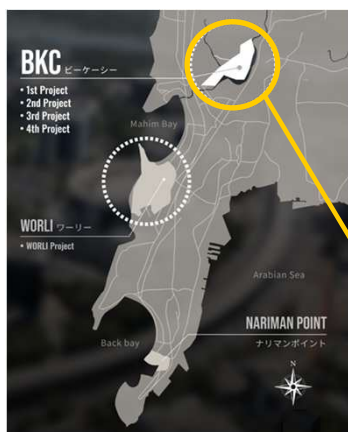 BKC ビーケーシー
• 1st Project
• 2nd Project
• 3rd Project
• 4th Project
Mahim Bay
WORLI ワーリー
• WORLI Project
Arabian Sea
NARIMAN POINT
ナリマンポイント
Back bay
N